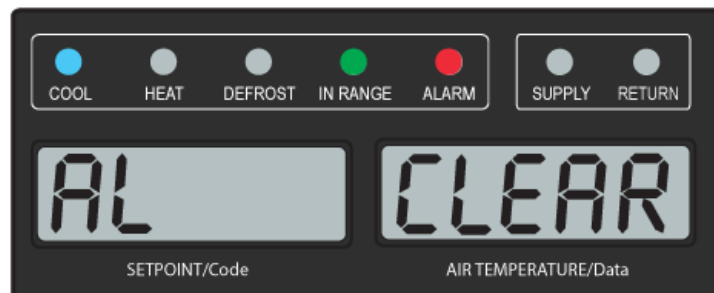 COOL HEAT DEFROST IN RANGE ALARM SUPPLY RETURN
AL CLEAR
SETPOINT/Code AIR TEMPERATURE/Data